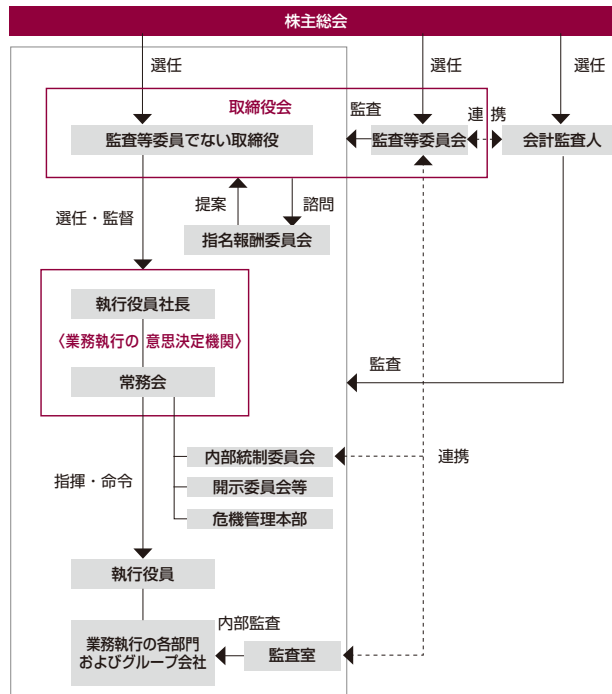 株主総会
選任
選任
選任
取締役会
監査
連携
監査等委員でない取締役
監査等委員会
会計監査人
提案
諮問
選任・監督
指名報酬委員会
執行役員社長
〈業務執行の 意思決定機関〉
監査
常務会
内部統制委員会
連携
指揮・命令
開示委員会等
危機管理本部
執行役員
内部監査
業務執行の各部門
およびグループ会社
監査室